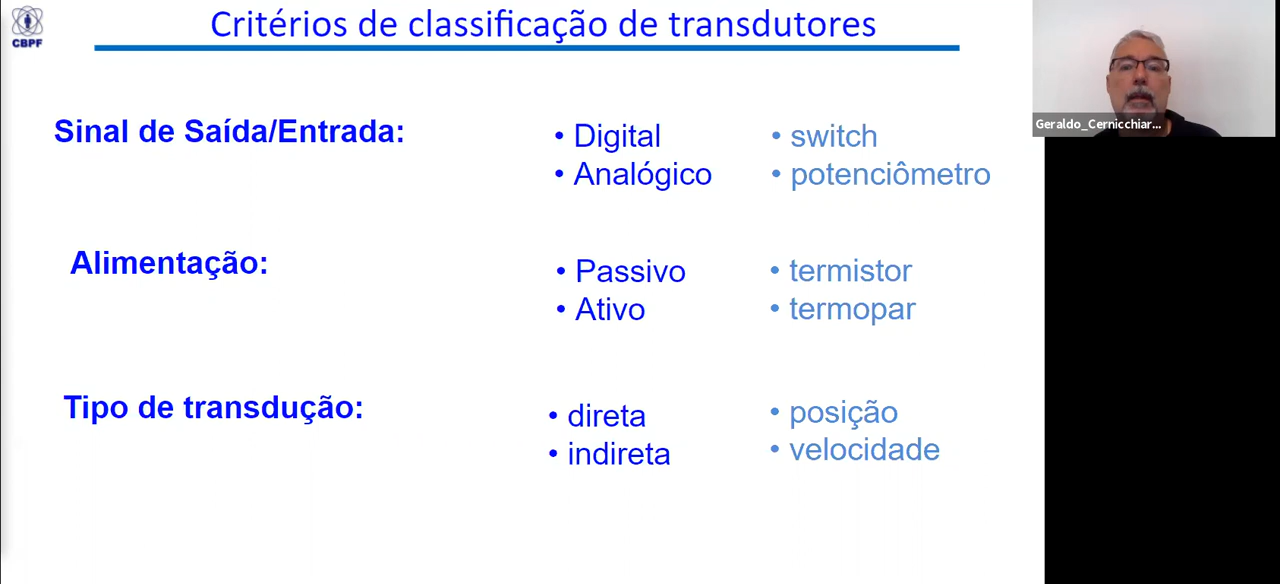 Critérios de classificação de transdutores
CBPF
Geraldo_Cernicchiar...
Sinal de Saída/Entrada:
• Digital
• Analógico
• switch
• potenciômetro
Alimentação:
• Passivo
• Ativo
• termistor
• termopar
Tipo de transdução:
• direta
• indireta
• posição
• velocidade